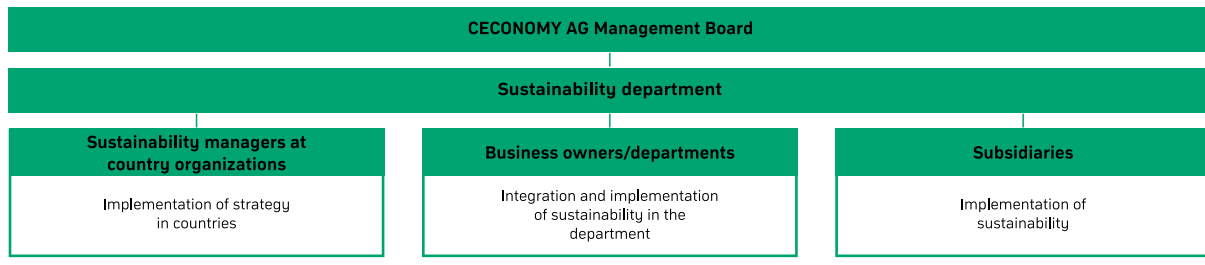 CECONOMY AG Management Board
Sustainability department
Sustainability managers at
country organizations
Implementation of strategy
in countries
Business owners/departments
Integration and implementation
of sustainability in the
department
Subsidiaries
Implementation of
sustainability